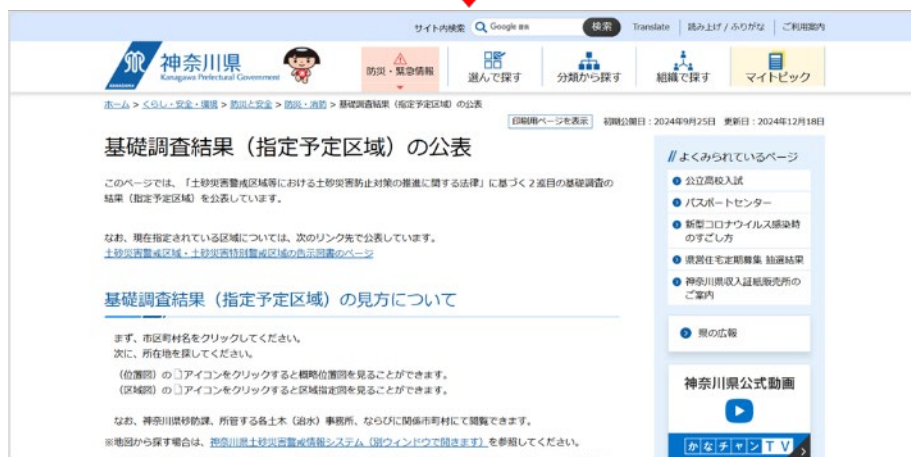 サイト内検索 Google 検索 Translate 読み上げ / ふりがな ご利用案内
神奈川県
Kanagawa Prefectural Government
KANAGAWA
防災・緊急情報
選んで探す
分類から探す
組織で探す
マイトピック
ホーム > くらし・安全・環境 > 防災と安全 > 防災・消防 > 基礎調査結果（指定予定区域）の公表
印刷用ページを表示 初期公開日：2024年9月25日 更新日：2024年12月18日
基礎調査結果（指定予定区域）の公表
このページでは、「土砂災害警戒区域等における土砂災害防止対策の推進に関する法律」に基づく２巡目の基礎調査の
結果（指定予定区域）を公表しています。
なお、現在指定されている区域については、次のリンク先で公表しています。
土砂災害警戒区域・土砂災害特別警戒区域の告示図書のページ
基礎調査結果（指定予定区域）の見方について
まず、市区町村名をクリックしてください。
次に、所在地を探してください。
（位置図）のアイコンをクリックすると概略位置図を見ることができます。
（区域図）のアイコンをクリックすると区域指定図を見ることができます。
なお、神奈川県砂防課、所管する各土木（治水）事務所、ならびに関係市町村にて閲覧できます。
※地図から探す場合は、神奈川県土砂災害警戒情報システム（別ウィンドウで開きます）を参照してください。
よくみられているページ
公立高校入試
パスポートセンター
新型コロナウイルス感染時
のすごし方
県営住宅定期募集 抽選結果
神奈川県収入証紙販売所の
ご案内
県の広報
神奈川県公式動画
かなチャンTV